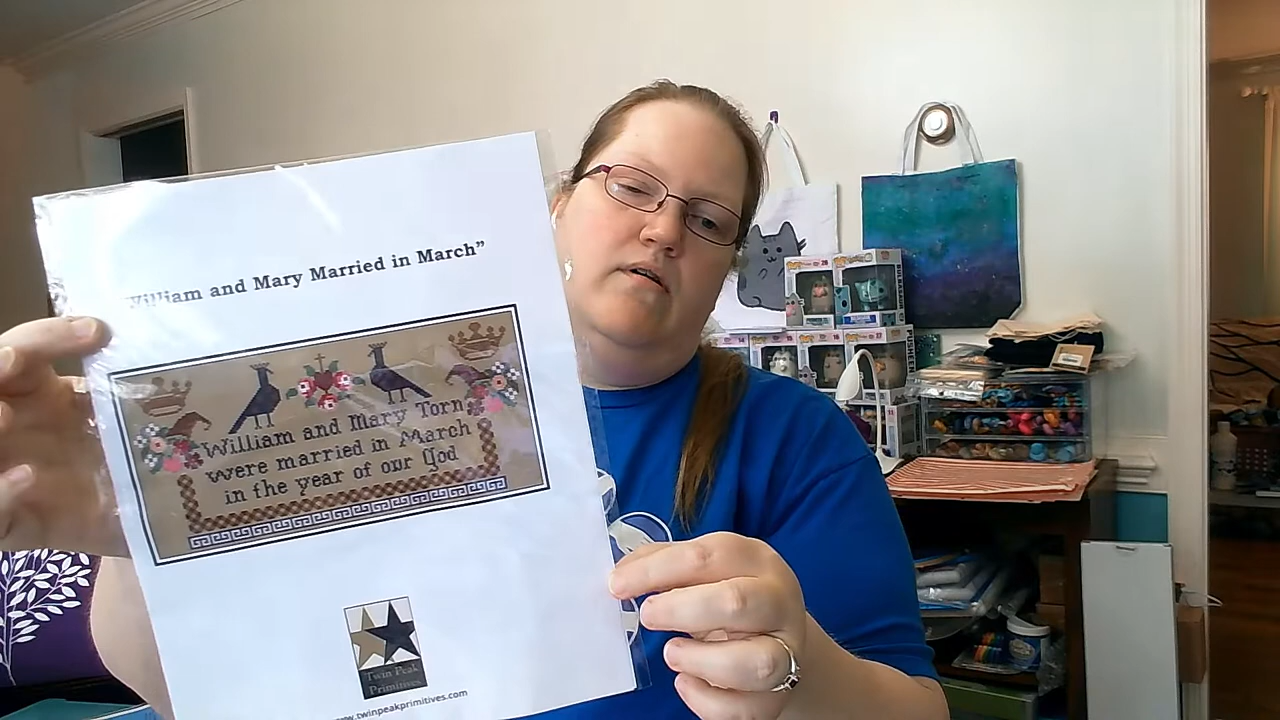 William and Mary Married in March"
William and Mary Torn
were married in March
in the year of our God
Twin Peak
Primitives
www.twinpeakprimitives.com